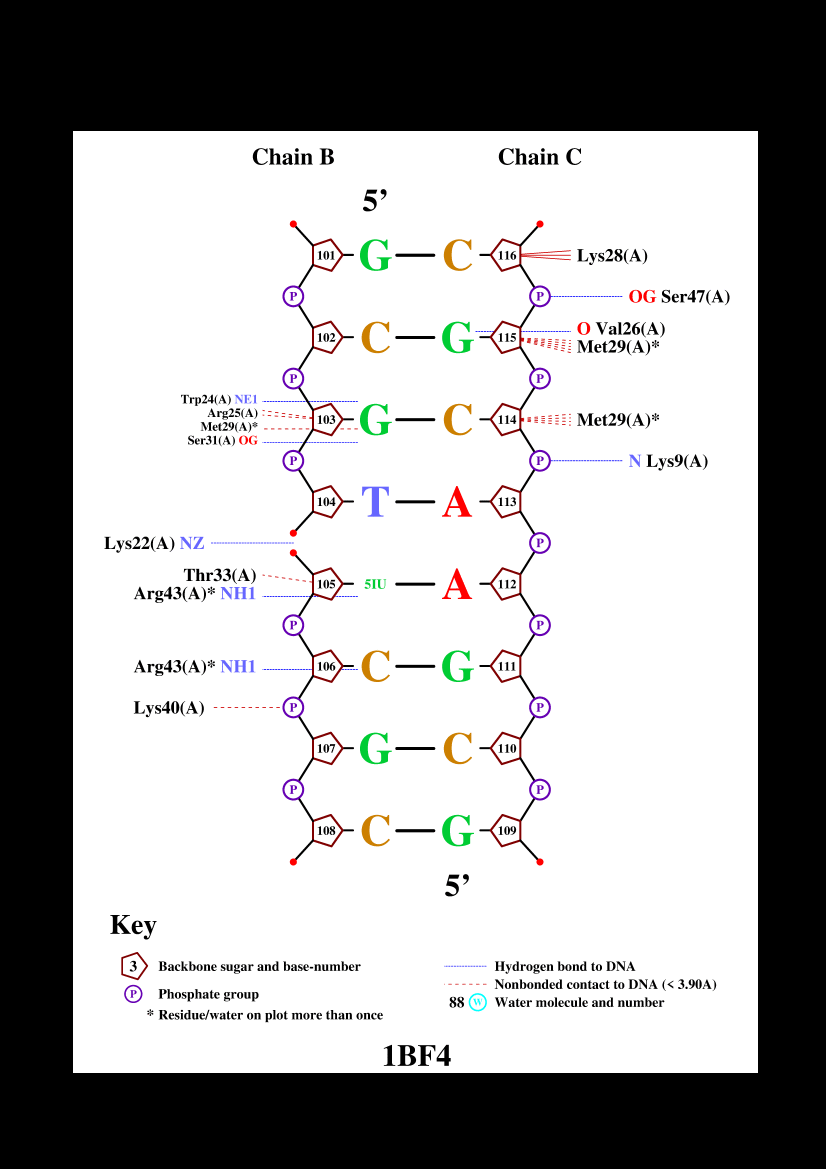 Chain B Chain C
5’
101 G C 116 Lys28(A)
P P OG Ser47(A)
O Val26(A)
102 C G 115 Met29(A)*
P P
Trp24(A) NE1
Arg25(A)
103 G C 114 Met29(A)*
Met29(A)*
Ser31(A) OG
P P N Lys9(A)
104 T A 113
Lys22(A) NZ P
Thr33(A)
105 5IU A 112
Arg43(A)* NH1
P P
Arg43(A)* NH1 106 C G 111
Lys40(A) P P
107 G C 110
P P
108 C G 109
5’
Key
3 Backbone sugar and base-number
P Phosphate group
* Residue/water on plot more than once
Hydrogen bond to DNA
Nonbonded contact to DNA (< 3.90A)
88 W Water molecule and number
1BF4